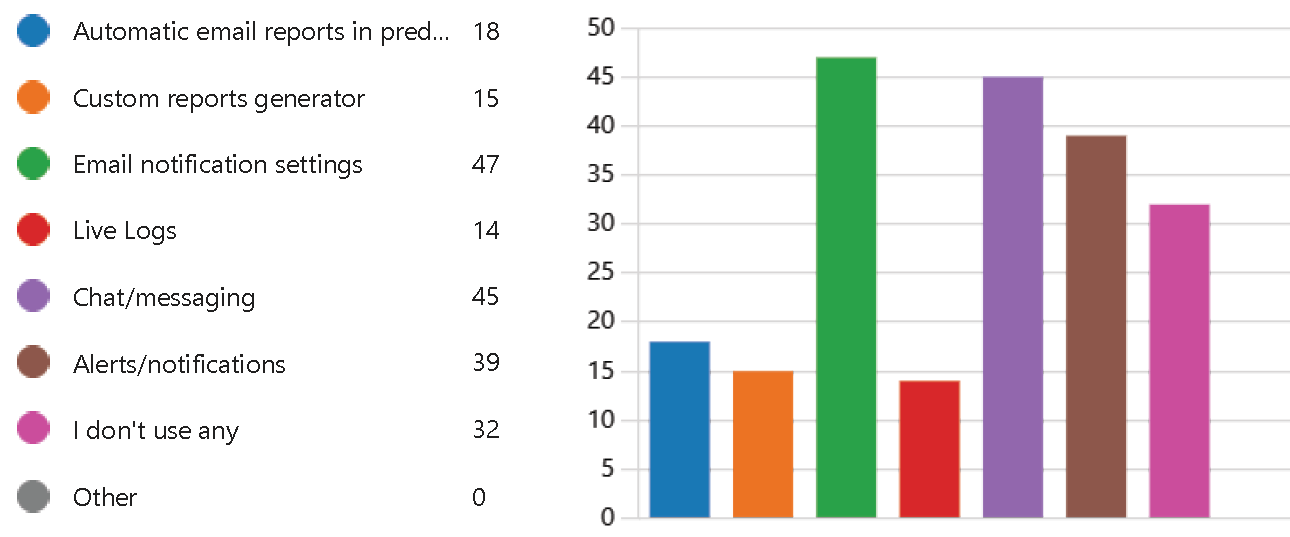 Automatic email reports in pred... 18
Custom reports generator 15
Email notification settings 47
Live Logs 14
Chat/messaging 45
Alerts/notifications 39
I don't use any 32
Other 0
50
45
40
35
30
25
20
15
10
5
0